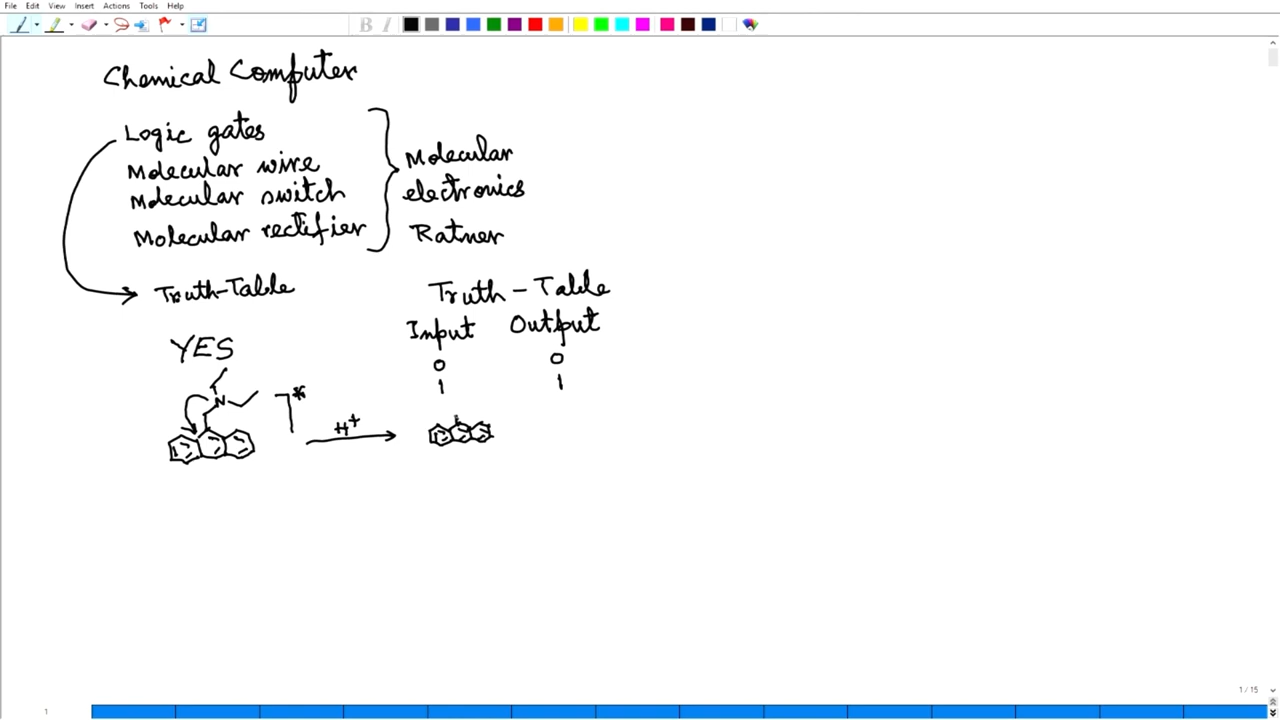 File Edit View Insert Actions Tools Help
B I
Chemical Computer
Logic gates
Molecular wire
Molecular switch
Molecular rectifier
Molecular
electronics
Ratner
Truth-Table
Truth-Table
Input Output
0 0
1 1
YES
N
]*
H+
1/15
1